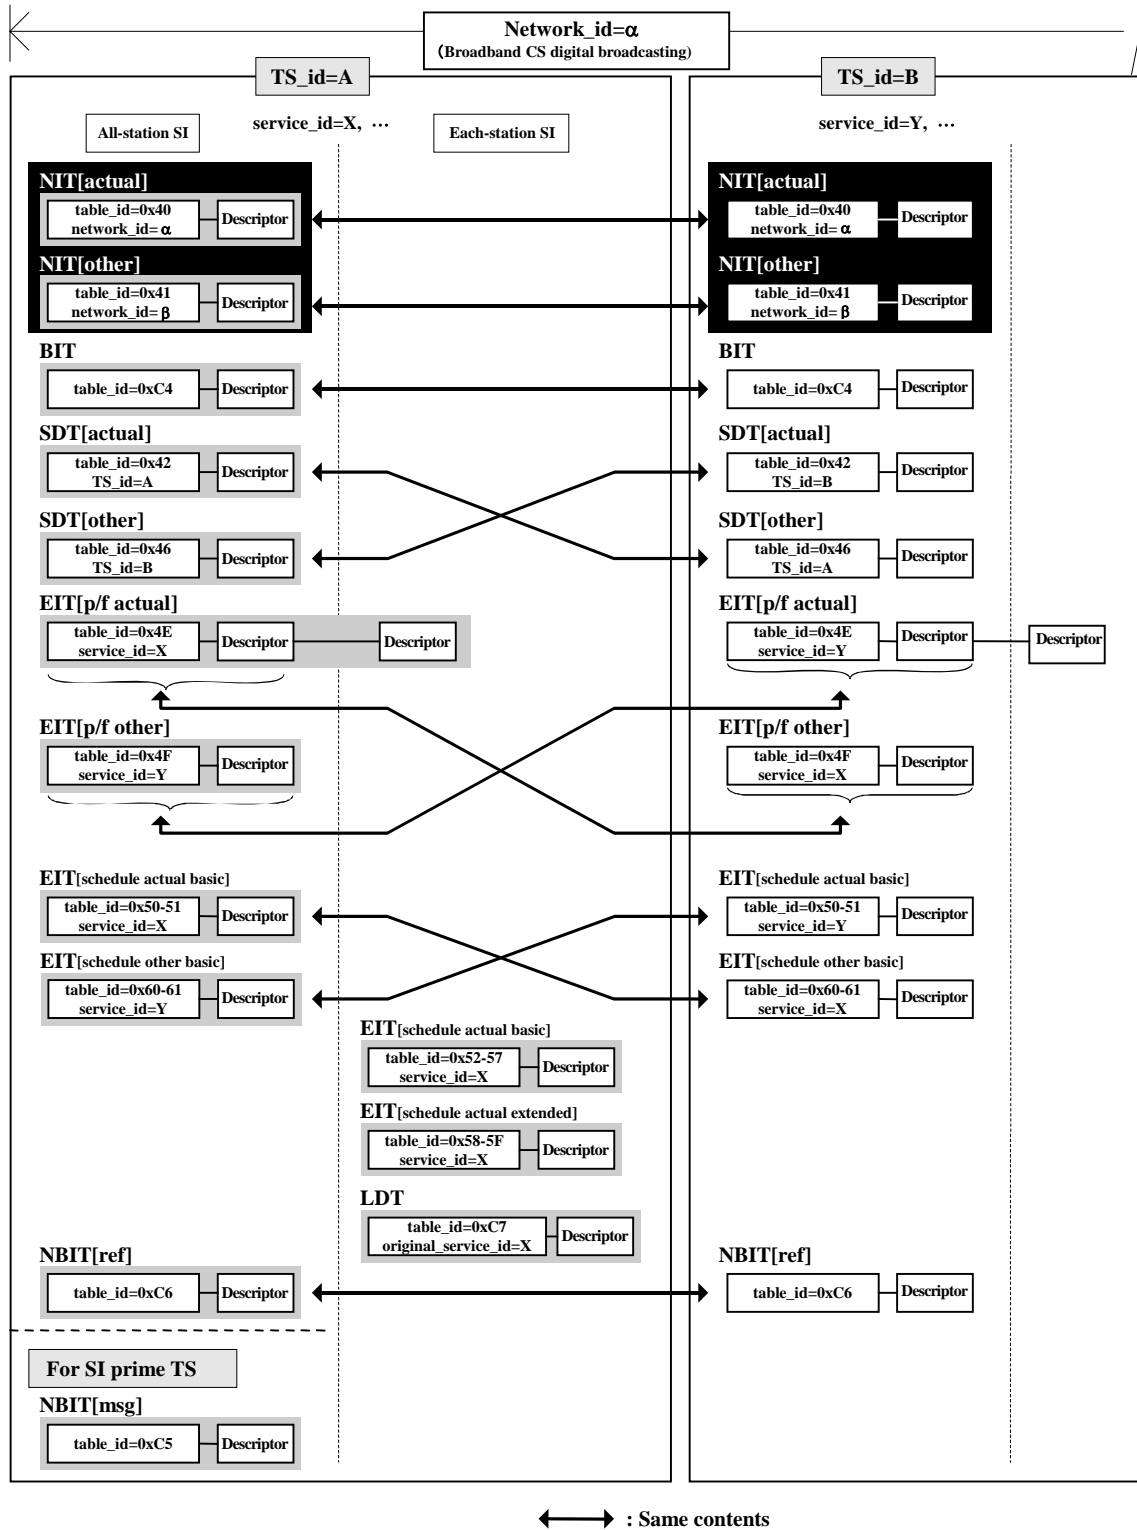 Network_id=α
(Broadband CS digital broadcasting)
TS_id=A
All-station SI
service_id=X, …
Each-station SI
NIT[actual]
table_id=0x40
network_id= α
Descriptor
NIT[other]
table_id=0x41
network_id= β
Descriptor
BIT
table_id=0xC4
Descriptor
SDT[actual]
table_id=0x42
TS_id=A
Descriptor
SDT[other]
table_id=0x46
TS_id=B
Descriptor
EIT[p/f actual]
table_id=0x4E
service_id=X
Descriptor
Descriptor
EIT[p/f other]
table_id=0x4F
service_id=Y
Descriptor
EIT[schedule actual basic]
table_id=0x50-51
service_id=X
Descriptor
EIT[schedule other basic]
table_id=0x60-61
service_id=Y
Descriptor
EIT[schedule actual basic]
table_id=0x52-57
service_id=X
Descriptor
EIT[schedule actual extended]
table_id=0x58-5F
service_id=X
Descriptor
LDT
table_id=0xC7
original_service_id=X
Descriptor
NBIT[ref]
table_id=0xC6
Descriptor
For SI prime TS
NBIT[msg]
table_id=0xC5
Descriptor
TS_id=B
service_id=Y, …
NIT[actual]
table_id=0x40
network_id= α
Descriptor
NIT[other]
table_id=0x41
network_id= β
Descriptor
BIT
table_id=0xC4
Descriptor
SDT[actual]
table_id=0x42
TS_id=B
Descriptor
SDT[other]
table_id=0x46
TS_id=A
Descriptor
EIT[p/f actual]
table_id=0x4E
service_id=Y
Descriptor
Descriptor
EIT[p/f other]
table_id=0x4F
service_id=X
Descriptor
EIT[schedule actual basic]
table_id=0x50-51
service_id=Y
Descriptor
EIT[schedule other basic]
table_id=0x60-61
service_id=X
Descriptor
NBIT[ref]
table_id=0xC6
Descriptor
: Same contents